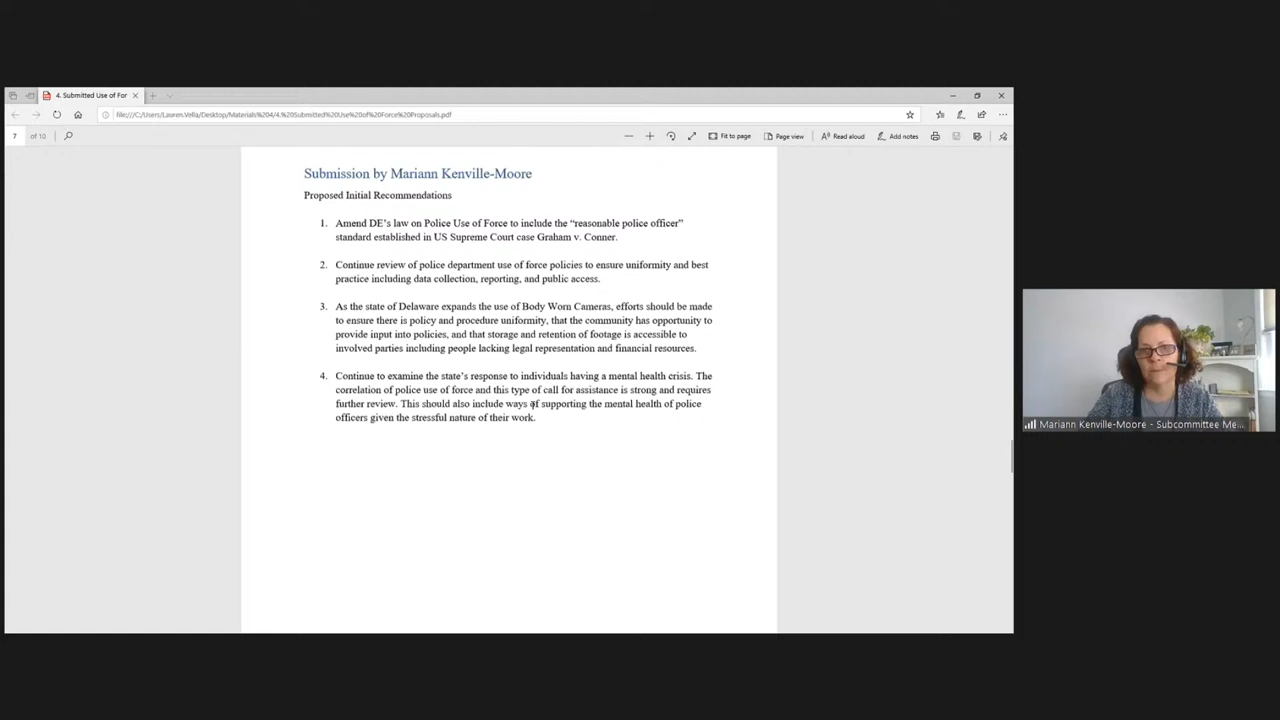 4. Submitted Use of For
file:///C:/Users/Lauren.Vella/Desktop/Materials%204/4.%20Submitted%20Use%20of%20Force%20Proposals.pdf
7 of 10
Fit to page
Page view
Read aloud
Add notes
Submission by Mariann Kenville-Moore
Proposed Initial Recommendations
1. Amend DE's law on Police Use of Force to include the "reasonable police officer"
standard established in US Supreme Court case Graham v. Conner.
2. Continue review of police department use of force policies to ensure uniformity and best
practice including data collection, reporting, and public access.
3. As the state of Delaware expands the use of Body Worn Cameras, efforts should be made
to ensure there is policy and procedure uniformity, that the community has opportunity to
provide input into policies, and that storage and retention of footage is accessible to
involved parties including people lacking legal representation and financial resources.
4. Continue to examine the state's response to individuals having a mental health crisis. The
correlation of police use of force and this type of call for assistance is strong and requires
further review. This should also include ways of supporting the mental health of police
officers given the stressful nature of their work.
Mariann Kenville-Moore - Subcommittee Me...